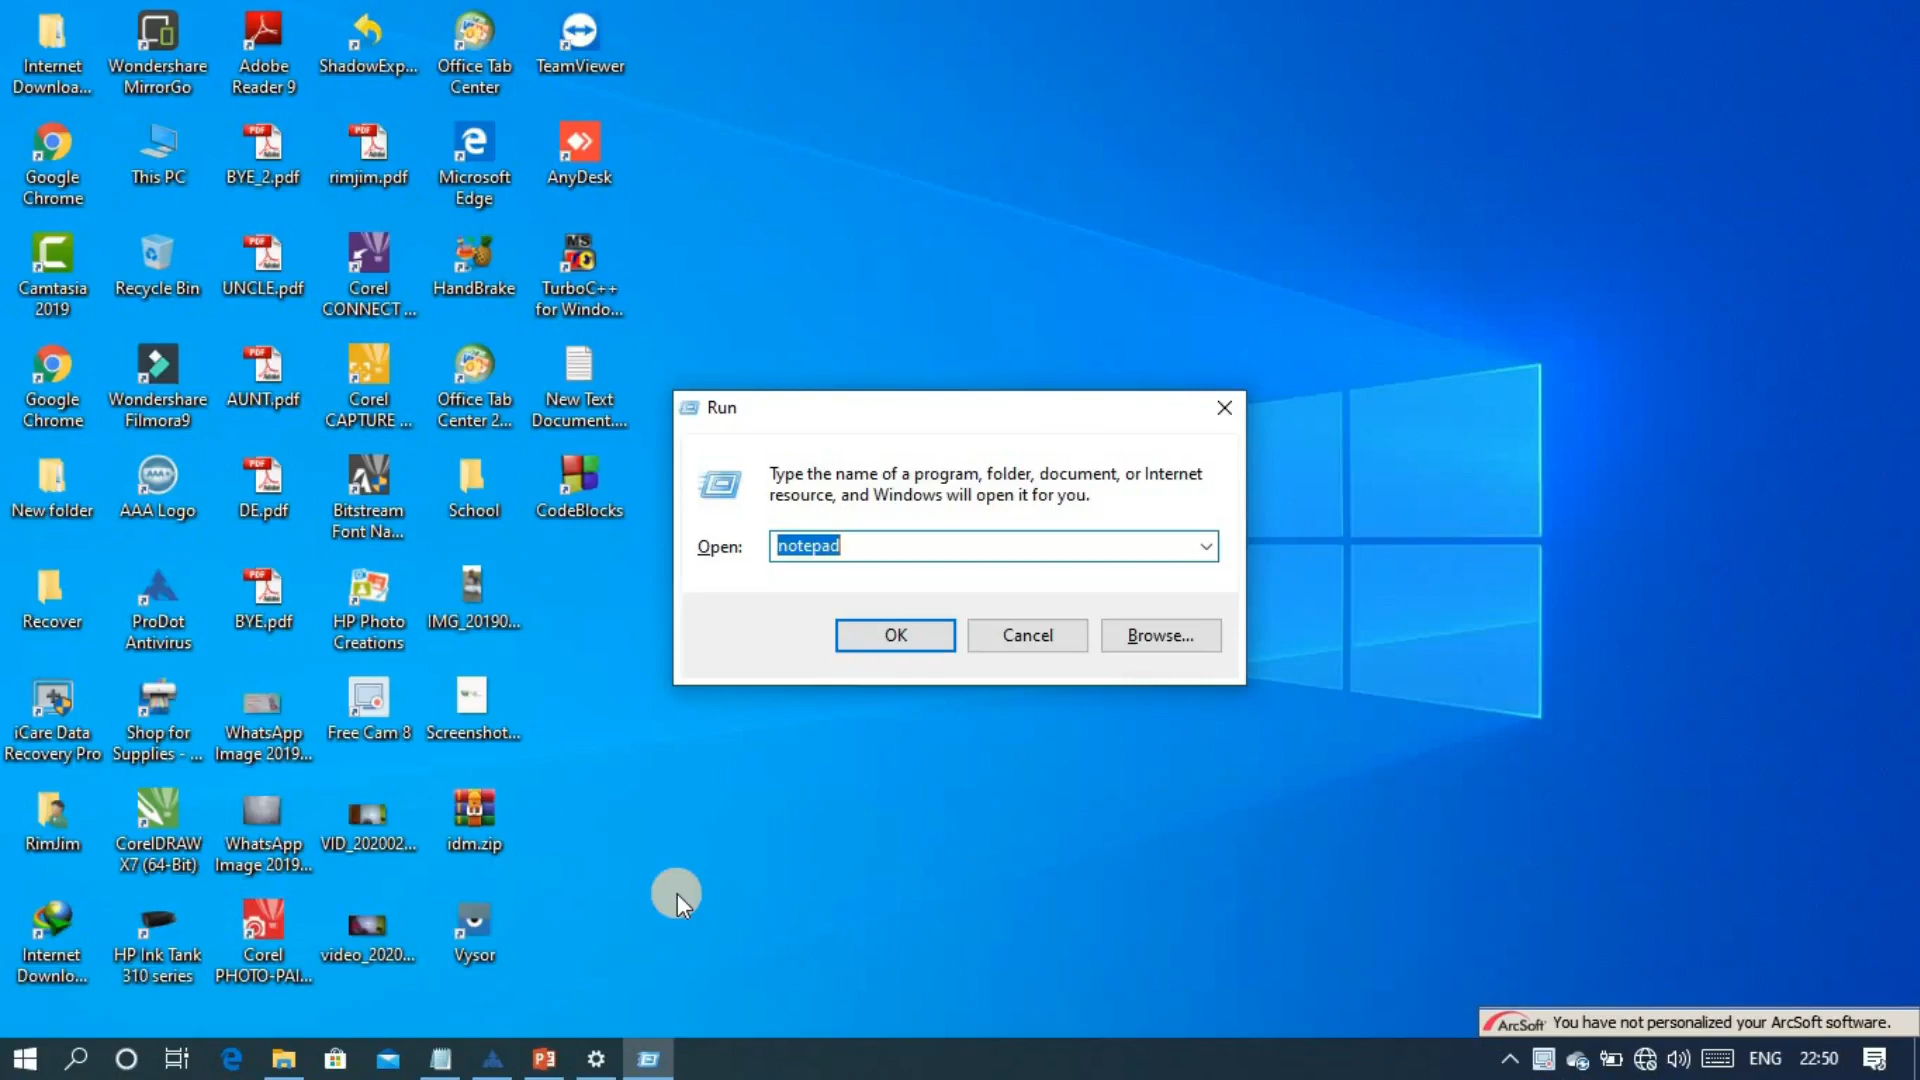 Internet
Downloa...
Wondershare
MirrorGo
Adobe
Reader 9
ShadowExp...
Office Tab
Center
TeamViewer
Google
Chrome
This PC
BYE_2.pdf
rimjim.pdf
Microsoft
Edge
AnyDesk
Camtasia
2019
Recycle Bin
UNCLE.pdf
Corel
CONNECT ...
HandBrake
TurboC++
for Windo...
Google
Chrome
Wondershare
Filmora9
AUNT.pdf
Corel
CAPTURE ...
Office Tab
Center 2...
New Text
Document....
New folder
AAA Logo
DE.pdf
Bitstream
Font Na...
School
CodeBlocks
Recover
ProDot
Antivirus
BYE.pdf
HP Photo
Creations
IMG_20190...
iCare Data
Recovery Pro
Shop for
Supplies - ...
WhatsApp
Image 2019...
Free Cam 8
Screenshot...
RimJim
CorelDRAW
X7 (64-Bit)
WhatsApp
Image 2019...
VID_202002...
idm.zip
Internet
Downlo...
HP Ink Tank
310 series
Corel
PHOTO-PAI...
video_2020...
Vysor
Run
Type the name of a program, folder, document, or Internet
resource, and Windows will open it for you.
Open:
notepad
OK
Cancel
Browse...
ArcSoft You have not personalized your ArcSoft software.
ENG
22:50